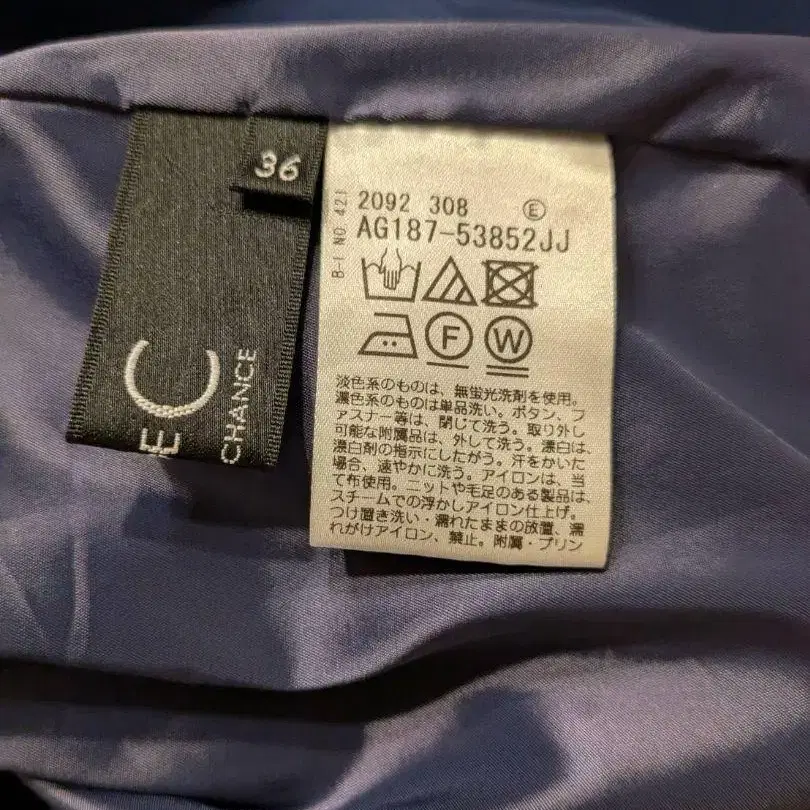 36
E C
CHANCE
B-I NO. 421
2092 308 Ⓔ
AG187-53852JJ
F W
淡色系のものは、無蛍光洗剤を使用。
濃色系のものは単品洗い。ボタン、フ
ァスナー等は、閉じて洗う。取り外し
可能な附属品は、外して洗う。漂白は、
漂白剤の指示にしたがう。汗をかいた
場合、速やかに洗う。アイロンは、当
て布使用。ニットや毛足のある製品は、
スチームでの浮かしアイロン仕上げ。
つけ置き洗い・濡れたままの放置、濡
れがけアイロン、禁止。附属・プリン